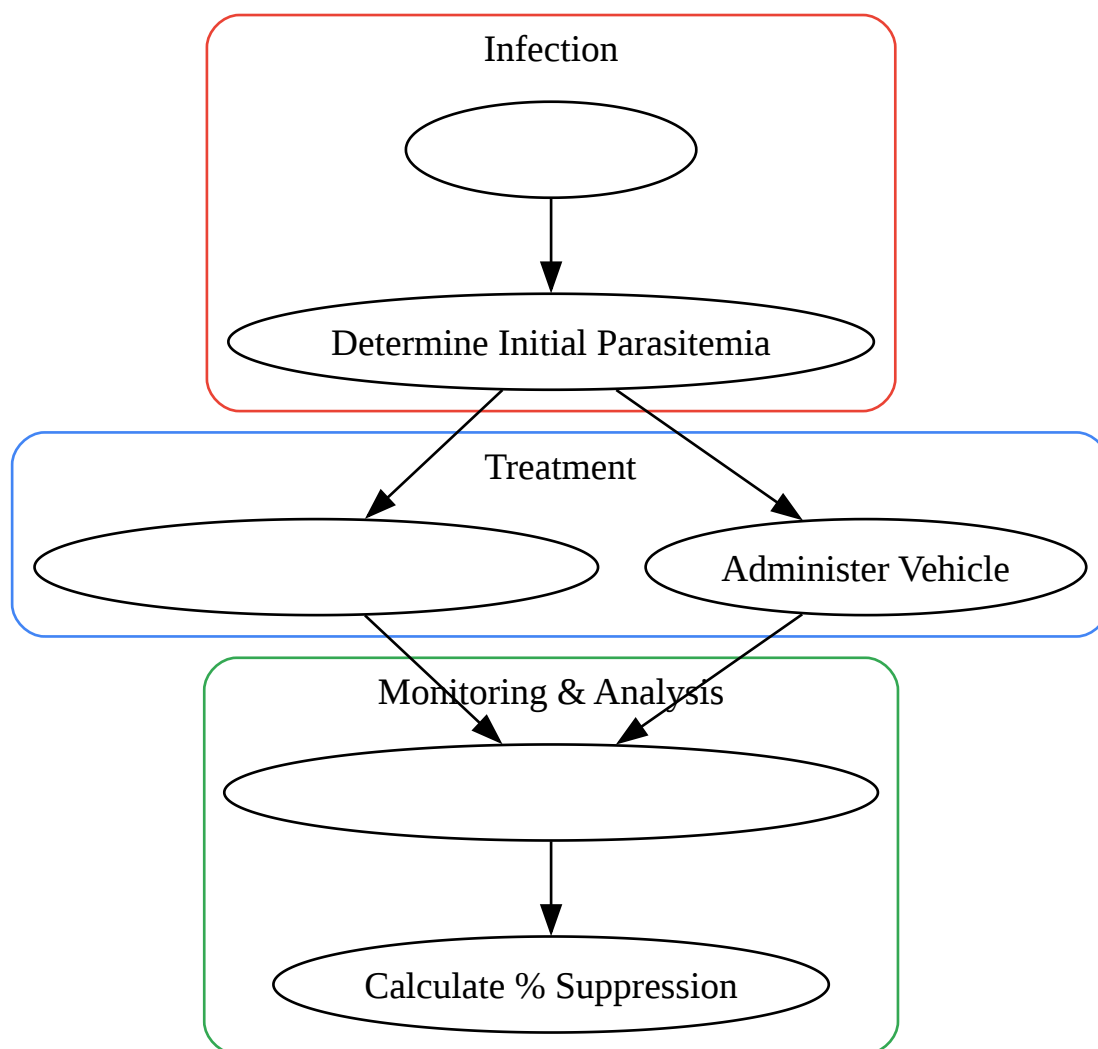 Infection
Determine Initial Parasitemia
Treatment
Administer Vehicle
Monitoring & Analysis
Calculate % Suppression